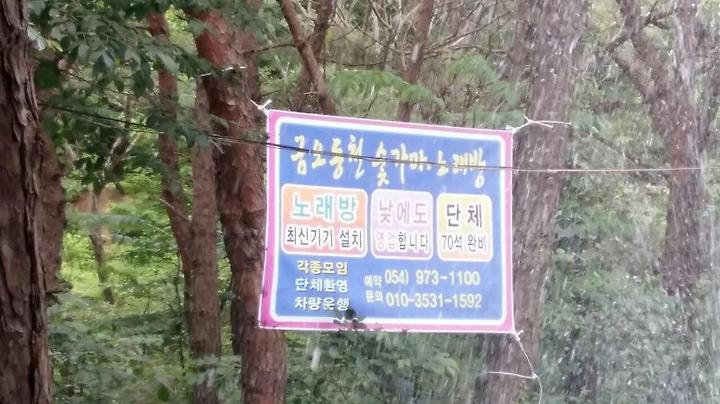 금오동천 숯가마 노래방
노래방
최신기기 설치
낮에도
영업합니다
단체
70석 완비
각종모임
단체환영
차량운행
예약 054) 973-1100
문의 010-3531-1592